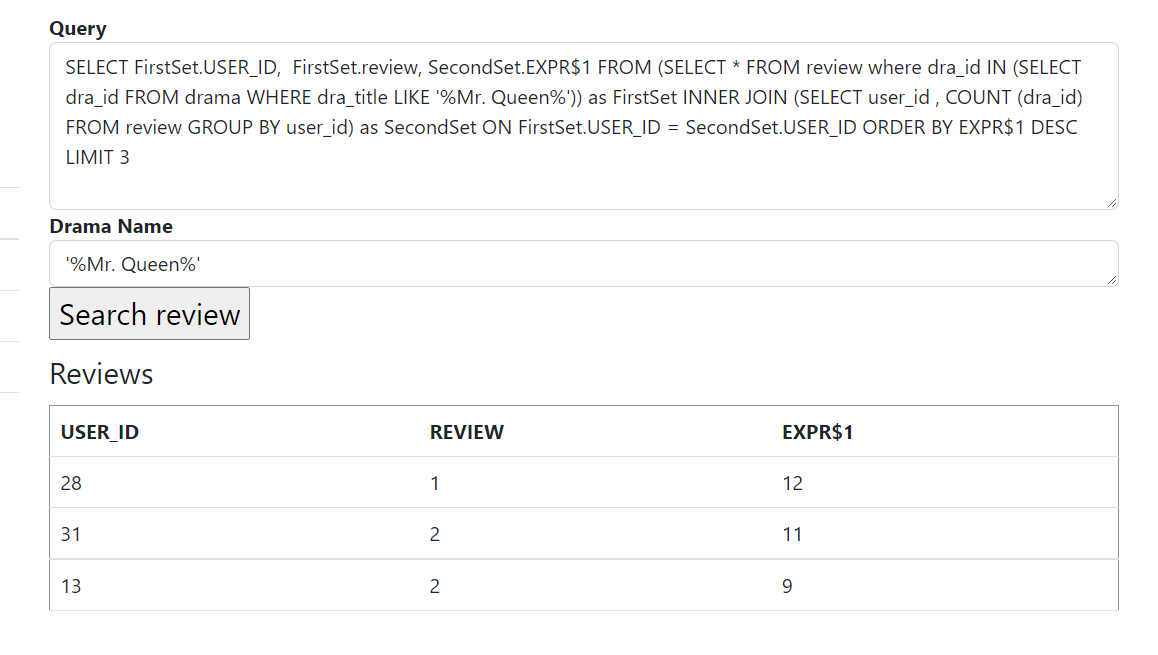 Query
SELECT FirstSet.USER_ID,  FirstSet.review, SecondSet.EXPR$1 FROM (SELECT * FROM review where dra_id IN (SELECT
dra_id FROM drama WHERE dra_title LIKE '%Mr. Queen%')) as FirstSet INNER JOIN (SELECT user_id , COUNT (dra_id)
FROM review GROUP BY user_id) as SecondSet ON FirstSet.USER_ID = SecondSet.USER_ID ORDER BY EXPR$1 DESC
LIMIT 3
Drama Name
'%Mr. Queen%'
Search review
Reviews
USER_ID REVIEW EXPR$1
28 1 12
31 2 11
13 2 9